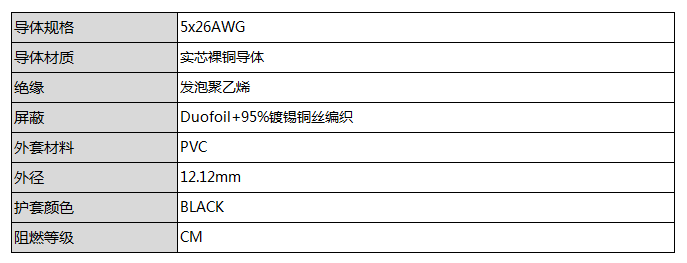 导体规格 5x26AWG
导体材质 实芯裸铜导体
绝缘 发泡聚乙烯
屏蔽 Duofoil+95%镀锡铜丝编织
外套材料 PVC
外径 12.12mm
护套颜色 BLACK
阻燃等级 CM